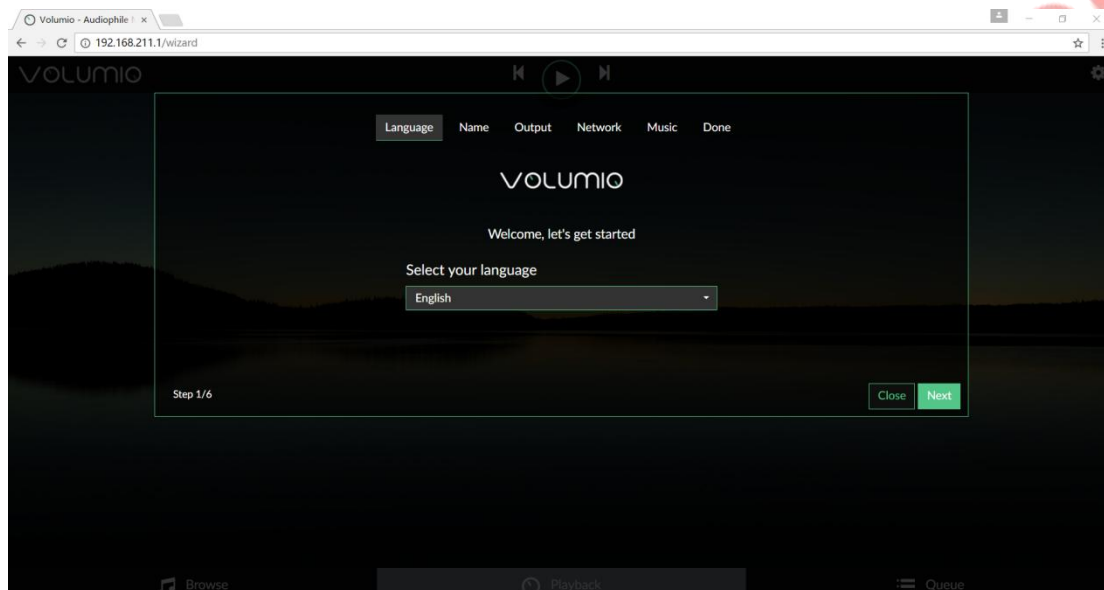 Volumio - Audiophile
192.168.211.1/wizard
VOLUMIO
Language Name Output Network Music Done
VOLUMIO
Welcome, let's get started
Select your language
English
Step 1/6
Close Next
Browse Playback Queue